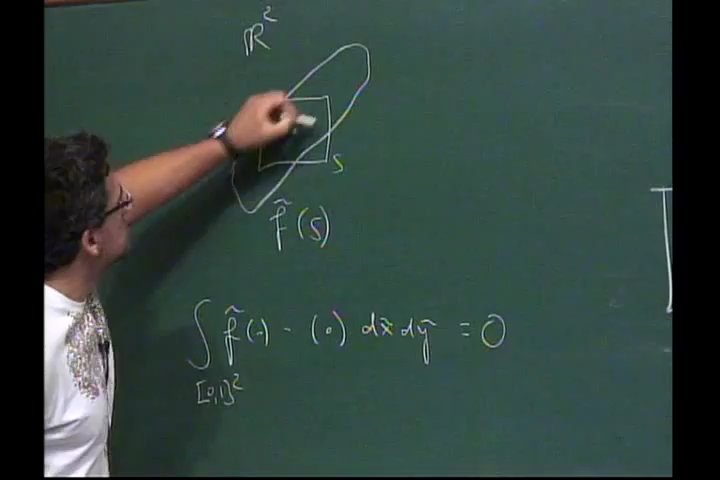 ℝ²
S
f̃(S)
∫_{[0,1]²} f̃(·) - (·) dx̃ dỹ = 0